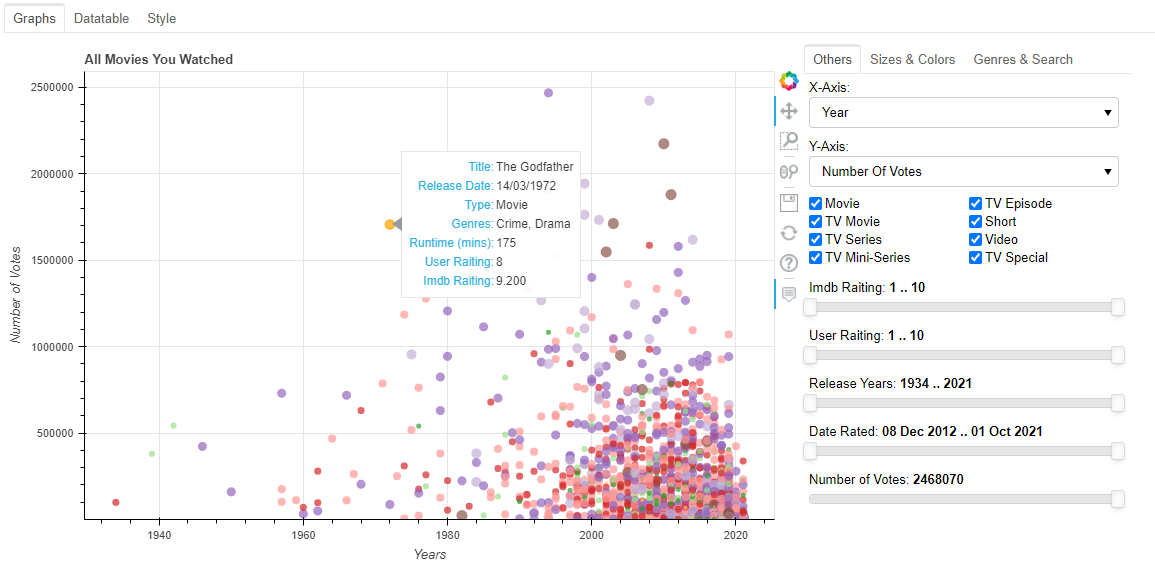 Graphs Datatable Style
All Movies You Watched
2500000
2000000
1500000
1000000
500000
Number of Votes
1940 1960 1980 2000 2020
Years
Title: The Godfather
Release Date: 14/03/1972
Type: Movie
Genres: Crime, Drama
Runtime (mins): 175
User Raiting: 8
Imdb Raiting: 9.200
Others Sizes & Colors Genres & Search
X-Axis:
Year
Y-Axis:
Number Of Votes
Movie TV Episode
TV Movie Short
TV Series Video
TV Mini-Series TV Special
Imdb Raiting: 1 .. 10
User Raiting: 1 .. 10
Release Years: 1934 .. 2021
Date Rated: 08 Dec 2012 .. 01 Oct 2021
Number of Votes: 2468070